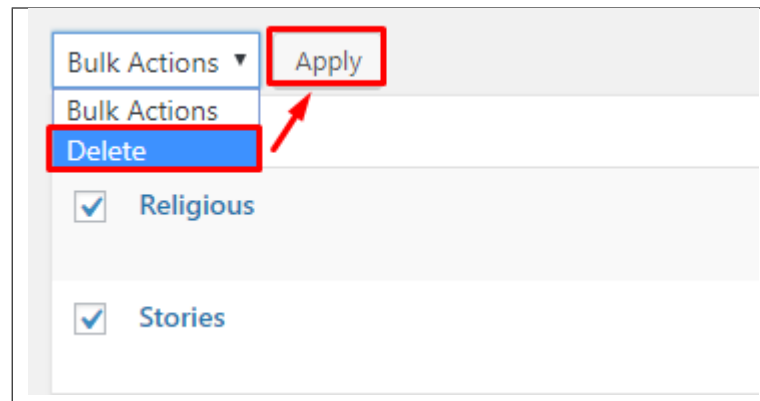 Bulk Actions ▼ Apply
Bulk Actions
Delete
Religious
Stories